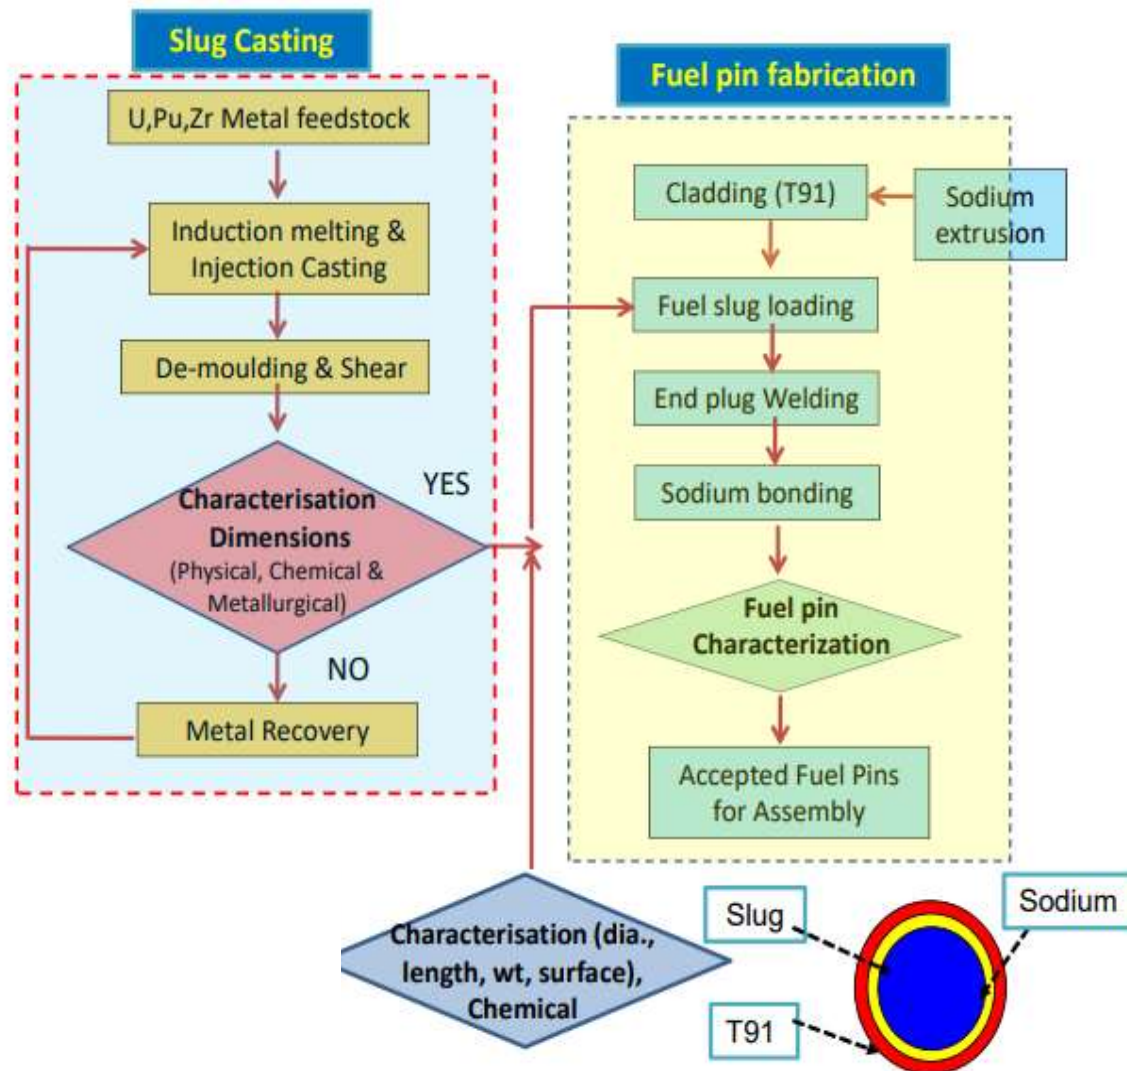 Slug Casting
U,Pu,Zr Metal feedstock
Induction melting &
Injection Casting
De-moulding & Shear
YES
Characterisation
Dimensions
(Physical, Chemical &
Metallurgical)
NO
Metal Recovery
Fuel pin fabrication
Cladding (T91)
Sodium
extrusion
Fuel slug loading
End plug Welding
Sodium bonding
Fuel pin
Characterization
Accepted Fuel Pins
for Assembly
Characterisation (dia.,
length, wt, surface),
Chemical
Slug
Sodium
T91